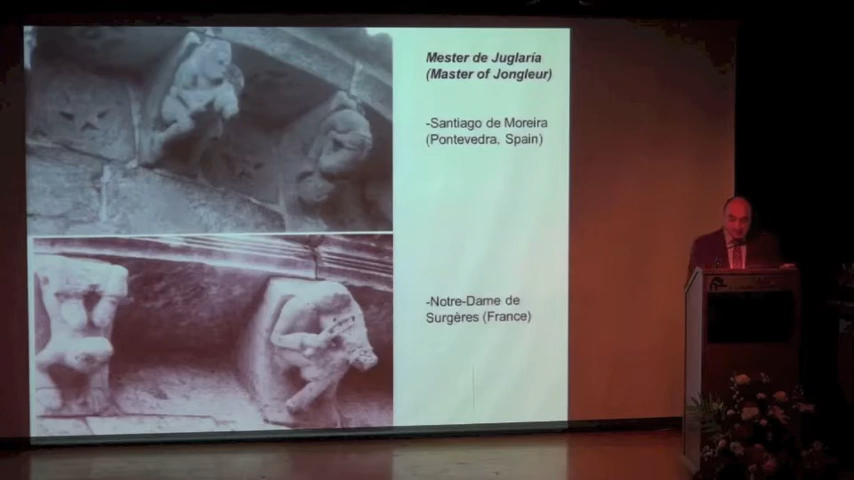 Mester de Juglaría
(Master of Jongleur)
-Santiago de Moreira
(Pontevedra, Spain)
-Notre-Dame de
Surgères (France)